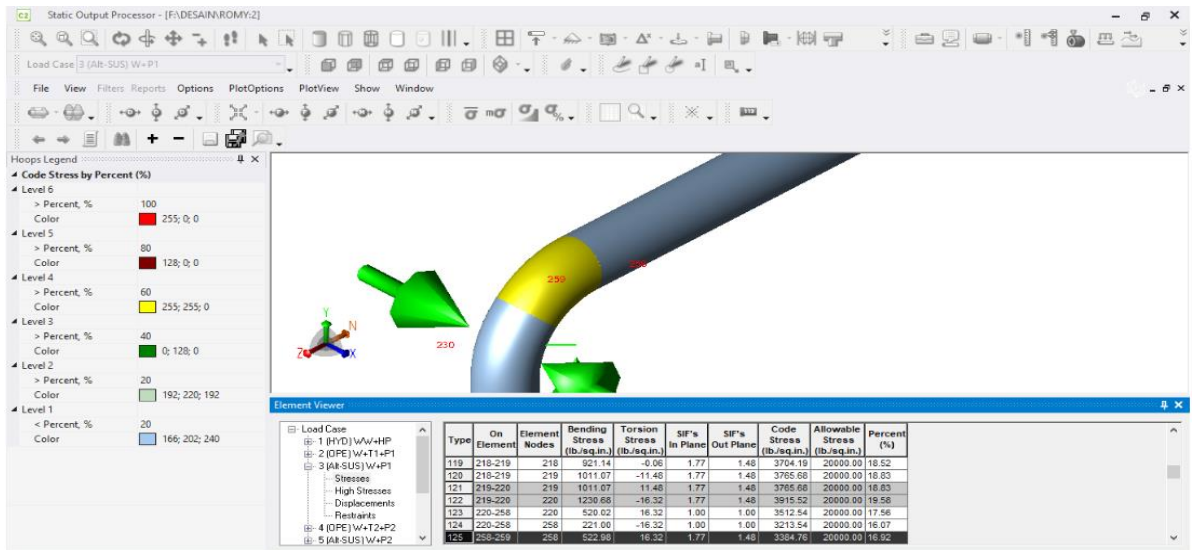 Static Output Processor - [F:\DESAIN\ROMY:2]
Load Case 3 (Alt-SUS) W+P1
File View Filters Reports Options PlotOptions PlotView Show Window
Hoops Legend
Code Stress by Percent (%)
Level 6
> Percent, % 100
Color 255; 0; 0
Level 5
> Percent, % 80
Color 128; 0; 0
Level 4
> Percent, % 60
Color 255; 255; 0
Level 3
> Percent, % 40
Color 0; 128; 0
Level 2
> Percent, % 20
Color 192; 220; 192
Level 1
< Percent, % 20
Color 166; 202; 240
259
230
Y
N
Z
X
Element Viewer
Load Case
1 (HYD) WW+HP
2 (OPE) W+T1+P1
3 (Alt-SUS) W+P1
Stresses
High Stresses
Displacements
Restraints
4 (OPE) W+T2+P2
5 (Alt-SUS) W+P2
Type On Element Element Nodes Bending Stress (lb./sq.in.) Torsion Stress (lb./sq.in.) SIF's In Plane SIF's Out Plane Code Stress (lb./sq.in.) Allowable Stress (lb./sq.in.) Percent (%)
119 218-219 218 921.14 -0.06 1.77 1.48 3704.19 20000.00 18.52
120 218-219 219 1011.07 -11.48 1.77 1.48 3765.68 20000.00 18.83
121 219-220 219 1011.07 11.48 1.77 1.48 3765.68 20000.00 18.83
122 219-220 220 1230.68 -16.32 1.77 1.48 3915.52 20000.00 19.58
123 220-258 220 520.02 16.32 1.00 1.00 3512.54 20000.00 17.56
124 220-258 258 221.00 -16.32 1.00 1.00 3213.54 20000.00 16.07
125 258-259 258 522.98 16.32 1.77 1.48 3384.76 20000.00 16.92